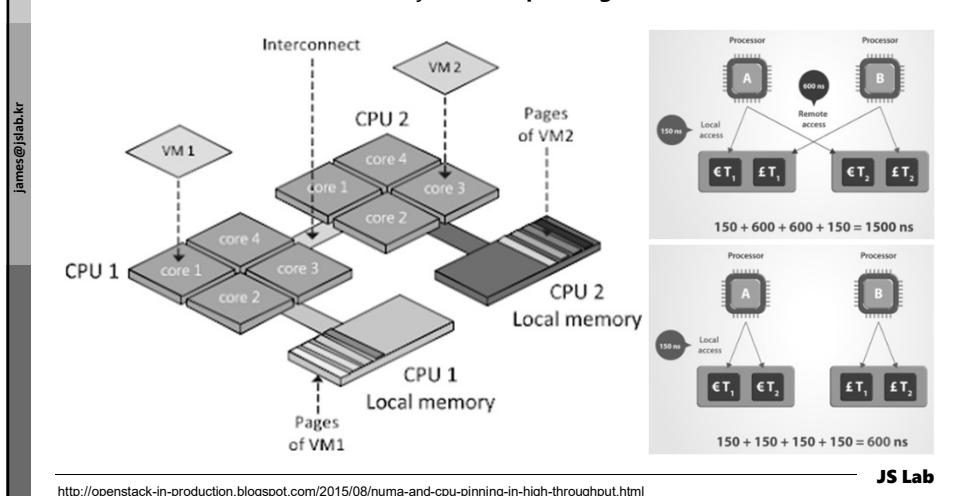 james@jslab.kr
Interconnect
VM 1
VM 2
CPU 2
Pages
of VM2
core 4
core 1
core 3
core 2
CPU 1
core 4
core 1
core 3
core 2
CPU 2
Local memory
CPU 1
Local memory
Pages
of VM1
Processor
Processor
A
B
600 ns
Remote
access
150 ns
Local
access
€T1
£T1
€T2
£T2
150 + 600 + 600 + 150 = 1500 ns
Processor
Processor
A
B
150 ns
Local
access
€T1
€T2
£T1
£T2
150 + 150 + 150 + 150 = 600 ns
JS Lab
http://openstack-in-production.blogspot.com/2015/08/numa-and-cpu-pinning-in-high-throughput.html